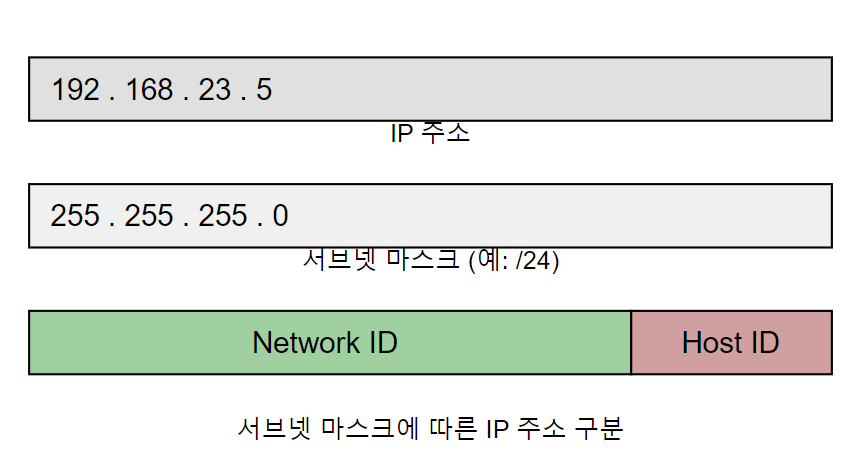 192 . 168 . 23 . 5
IP 주소
255 . 255 . 255 . 0
서브넷 마스크 (예: /24)
Network ID
Host ID
서브넷 마스크에 따른 IP 주소 구분